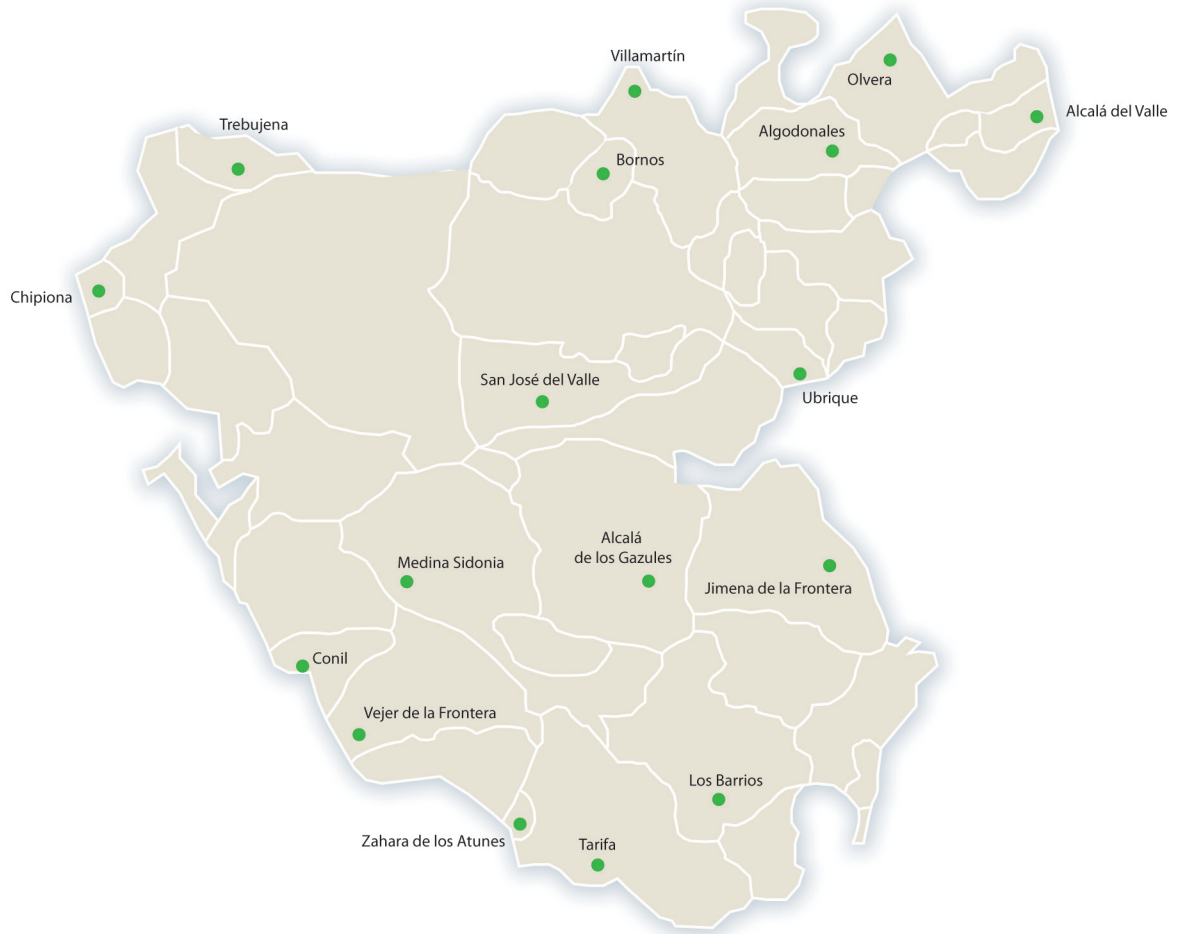 Villamartín
Olvera
Alcalá del Valle
Trebujena
Algodonales
Bornos
Chipiona
San José del Valle
Ubrique
Alcalá
de los Gazules
Medina Sidonia
Jimena de la Frontera
Conil
Vejer de la Frontera
Los Barrios
Zahara de los Atunes
Tarifa